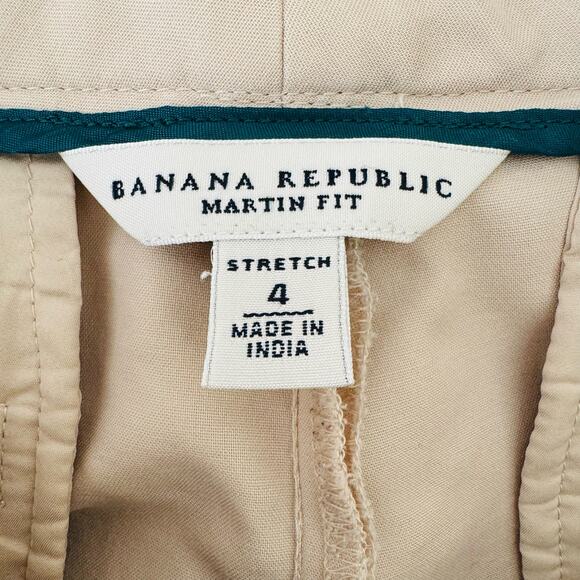 BANANA REPUBLIC
MARTIN FIT
STRETCH
4
MADE IN
INDIA